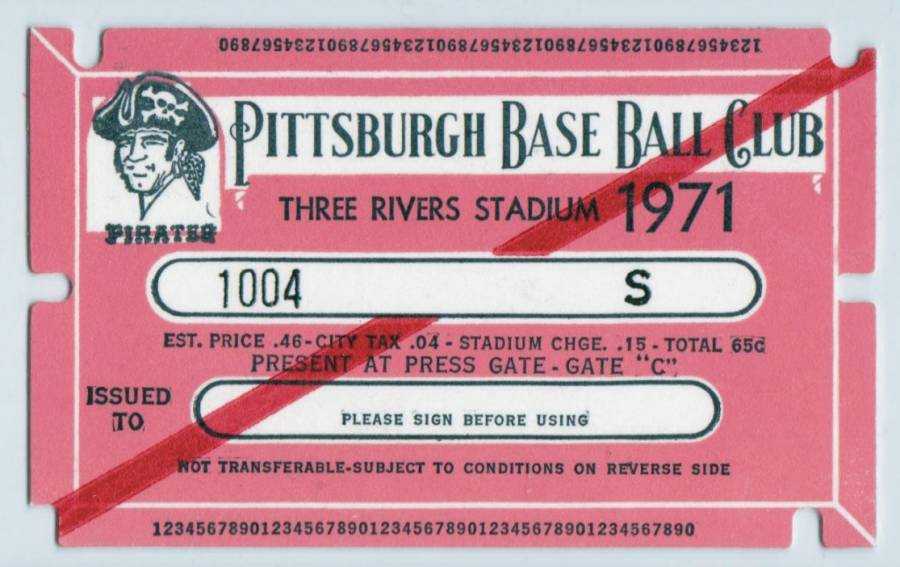 123456789012345678901234567890123456789012345678901234567890
PITTSBURGH BASE BALL CLUB
PIRATES
THREE RIVERS STADIUM 1971
1004 S
EST. PRICE .46-CITY TAX .04 - STADIUM CHGE. .15 - TOTAL 65¢
PRESENT AT PRESS GATE - GATE "C"
ISSUED
TO
PLEASE SIGN BEFORE USING
NOT TRANSFERABLE-SUBJECT TO CONDITIONS ON REVERSE SIDE
123456789012345678901234567890123456789012345678901234567890